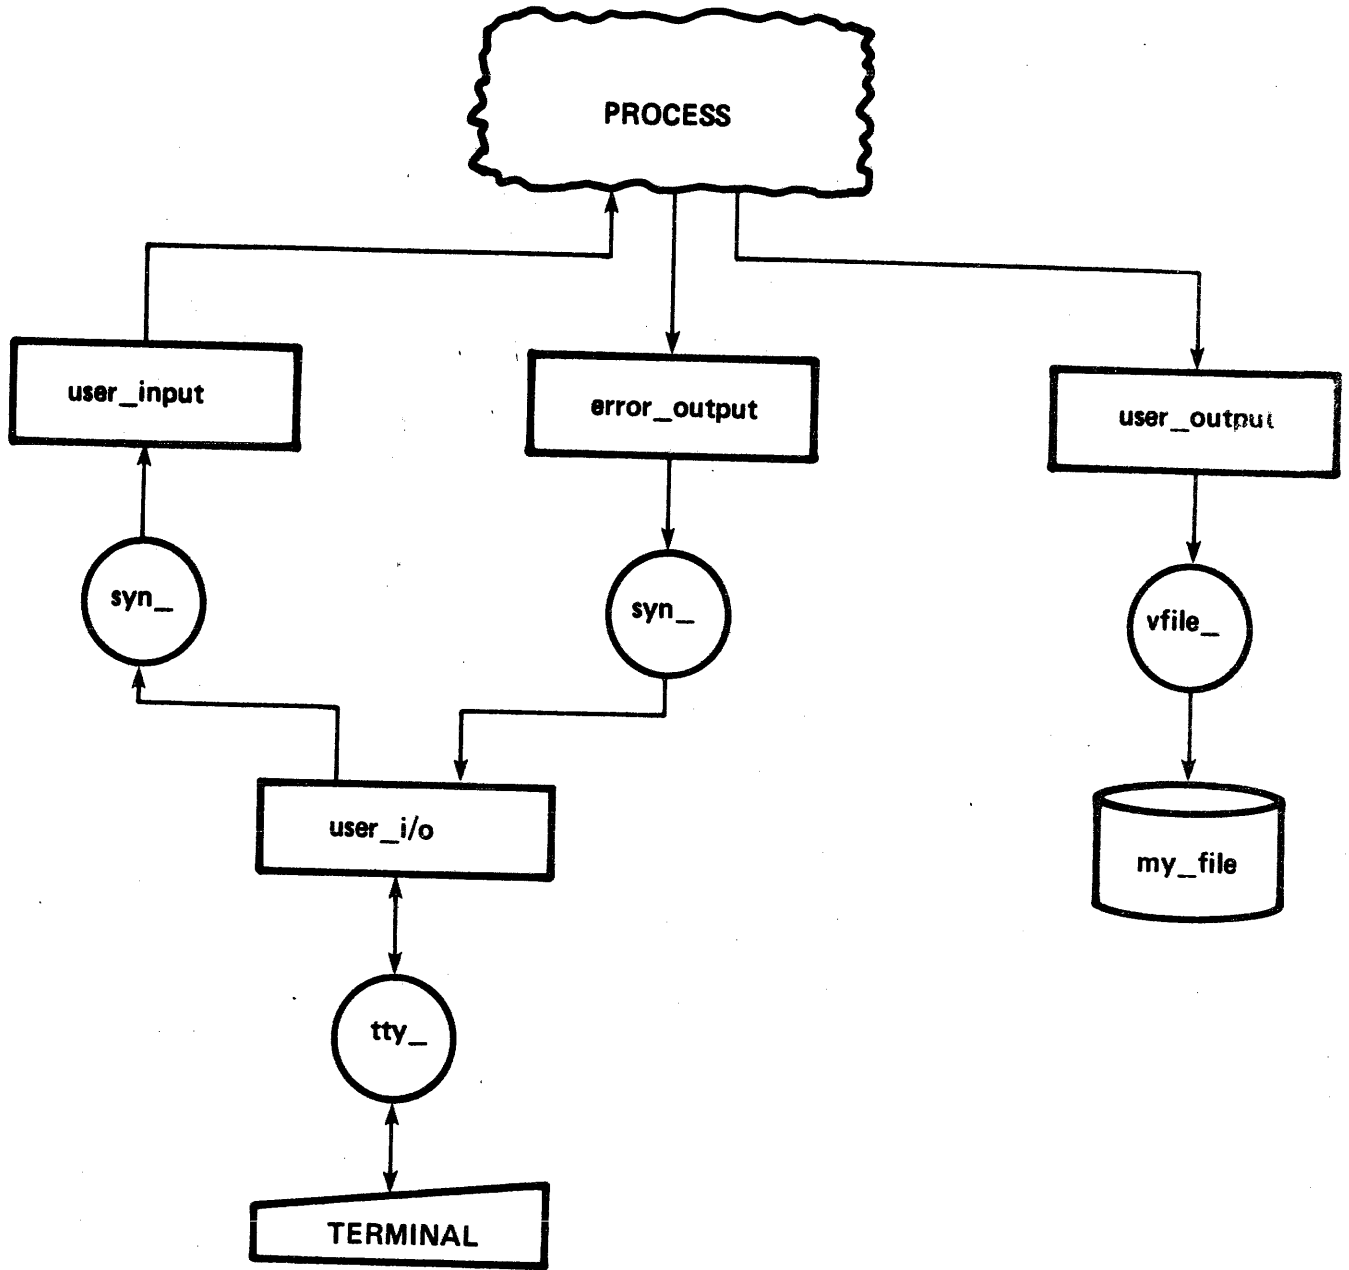 PROCESS
user_input
error_output
user_output
syn_
syn_
vfile_
user_i/o
my_file
tty_
TERMINAL